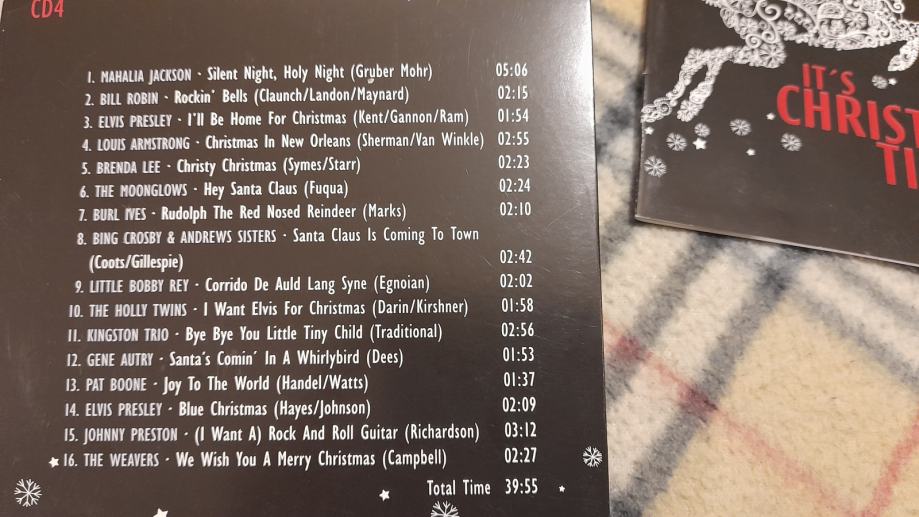 CD4
1. MAHALIA JACKSON · Silent Night, Holy Night (Gruber Mohr) 05:06
2. BILL ROBIN · Rockin' Bells (Claunch/Landon/Maynard) 02:15
3. ELVIS PRESLEY · I'll Be Home For Christmas (Kent/Gannon/Ram) 01:54
4. LOUIS ARMSTRONG · Christmas In New Orleans (Sherman/Van Winkle) 02:55
5. BRENDA LEE · Christy Christmas (Symes/Starr) 02:23
6. THE MOONGLOWS · Hey Santa Claus (Fuqua) 02:24
7. BURL IVES · Rudolph The Red Nosed Reindeer (Marks) 02:10
8. BING CROSBY & ANDREWS SISTERS · Santa Claus Is Coming To Town
(Coots/Gillespie) 02:42
9. LITTLE BOBBY REY · Corrido De Auld Lang Syne (Egnoian) 02:02
10. THE HOLLY TWINS · I Want Elvis For Christmas (Darin/Kirshner) 01:58
11. KINGSTON TRIO · Bye Bye You Little Tiny Child (Traditional) 02:56
12. GENE AUTRY · Santa's Comin' In A Whirlybird (Dees) 01:53
13. PAT BOONE · Joy To The World (Handel/Watts) 01:37
14. ELVIS PRESLEY · Blue Christmas (Hayes/Johnson) 02:09
15. JOHNNY PRESTON · (I Want A) Rock And Roll Guitar (Richardson) 03:12
16. THE WEAVERS · We Wish You A Merry Christmas (Campbell) 02:27
Total Time 39:55
IT´S
CHRIST
TI